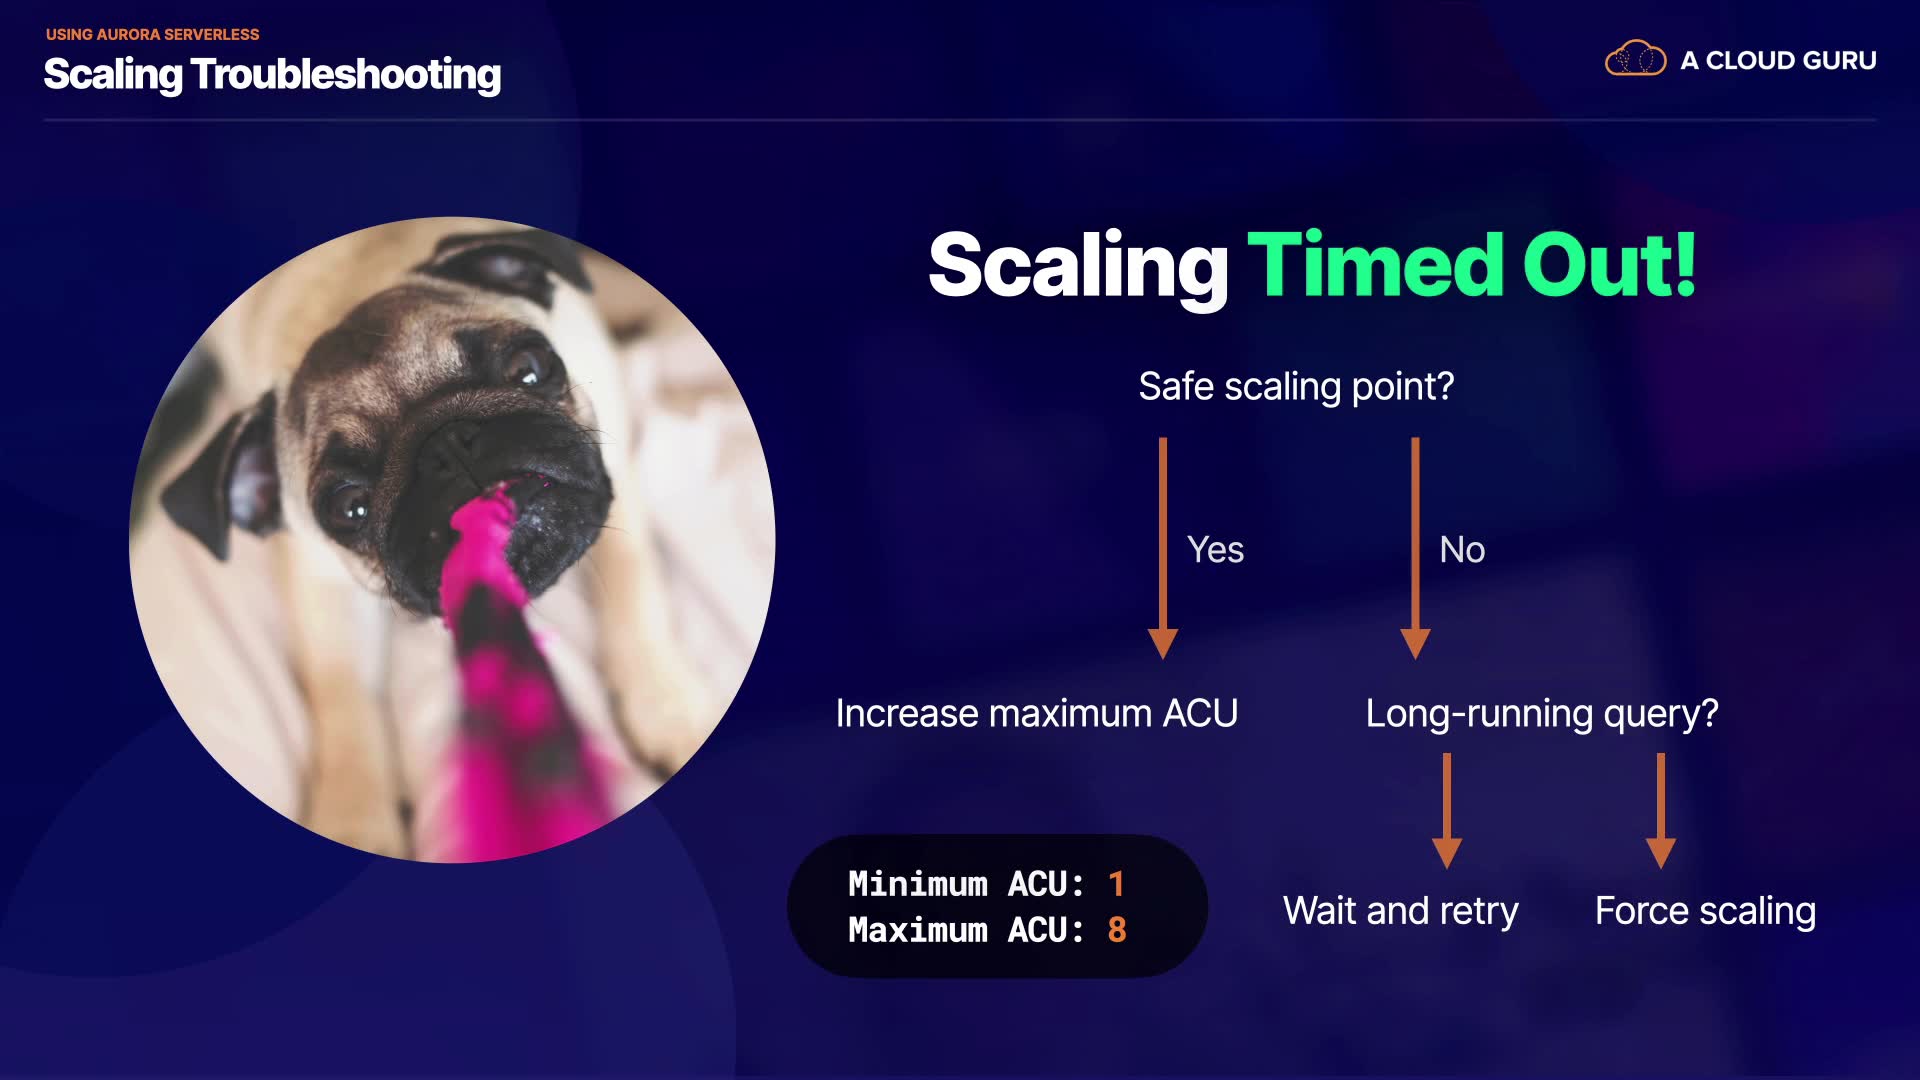 USING AURORA SERVERLESS
Scaling Troubleshooting
A CLOUD GURU
Scaling Timed Out!
Safe scaling point?
Yes
No
Increase maximum ACU
Long-running query?
Minimum ACU: 1
Maximum ACU: 8
Wait and retry
Force scaling